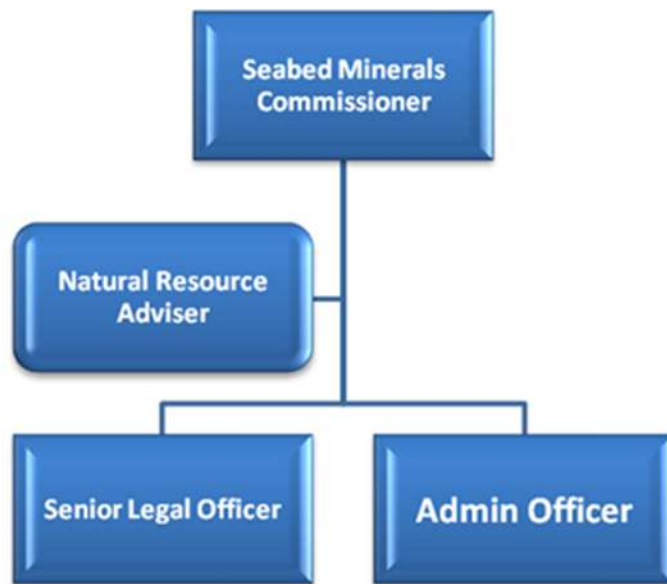 Seabed Minerals
Commissioner
Natural Resource
Adviser
Senior Legal Officer
Admin Officer